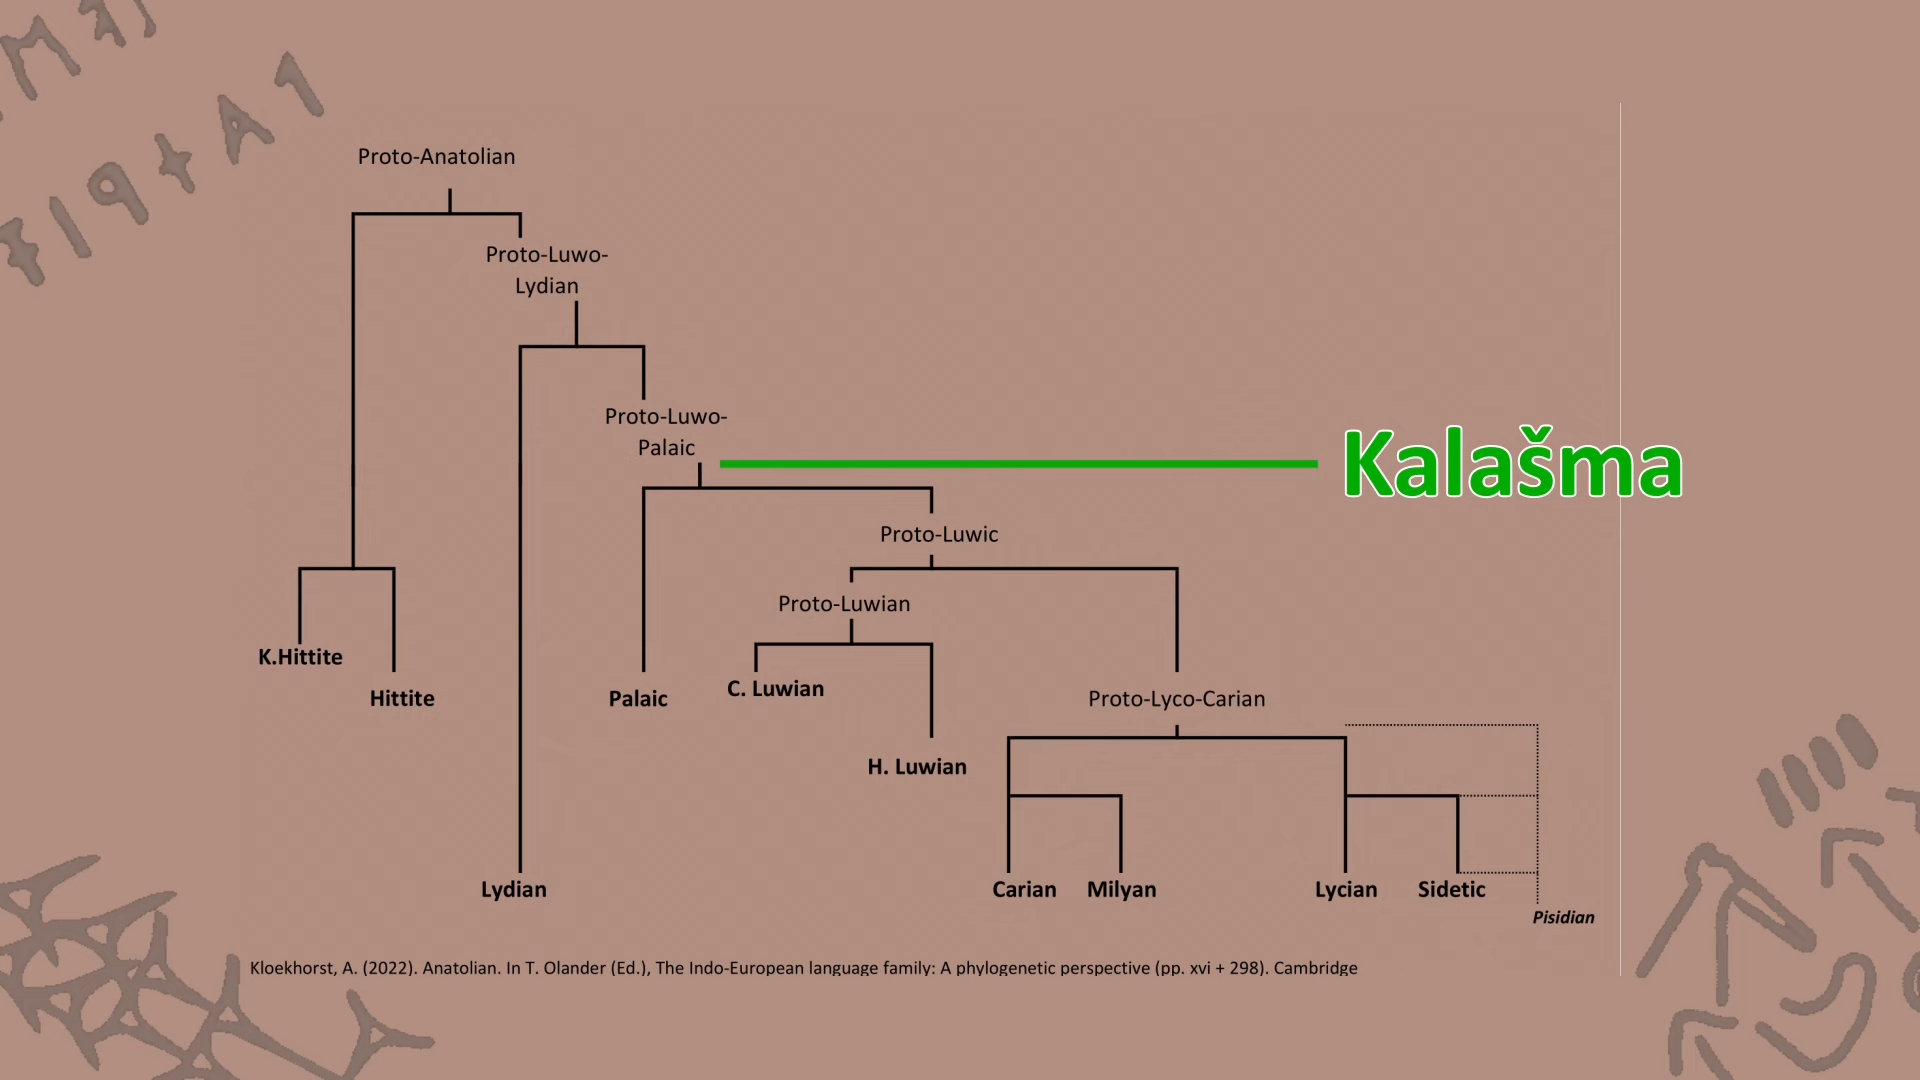 Proto-Anatolian
Proto-Luwo-
Lydian
Proto-Luwo-
Palaic
Kalašma
Proto-Luwic
Proto-Luwian
K.Hittite
Hittite
Palaic
C. Luwian
Proto-Lyco-Carian
H. Luwian
Lydian
Carian
Milyan
Lycian
Sidetic
Pisidian
Kloekhorst, A. (2022). Anatolian. In T. Olander (Ed.), The Indo-European language family: A phylogenetic perspective (pp. xvi + 298). Cambridge